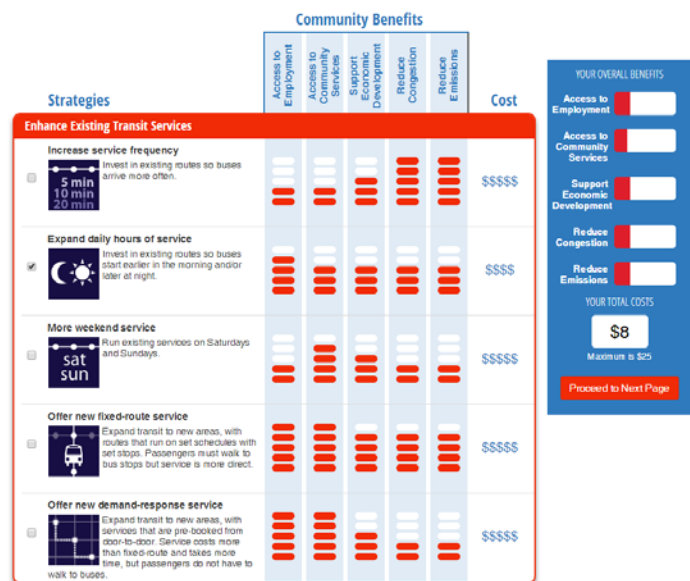 Community Benefits
Strategies
Access to
Employment
Access to
Community
Services
Support
Economic
Development
Reduce
Congestion
Reduce
Emissions
Cost
Enhance Existing Transit Services
Increase service frequency
5 min
10 min
20 min
Invest in existing routes so buses
arrive more often.
$$$$$
Expand daily hours of service
Invest in existing routes so buses
start earlier in the morning and/or
later at night.
$$$$
More weekend service
sat
sun
Run existing services on Saturdays
and Sundays.
$$$$$
Offer new fixed-route service
Expand transit to new areas, with
routes that run on set schedules with
set stops. Passengers must walk to
bus stops but service is more direct.
$$$$$
Offer new demand-response service
Expand transit to new areas, with
services that are pre-booked from
door-to-door. Service costs more
than fixed-route and takes more
time, but passengers do not have to
walk to buses.
$$$$$
YOUR OVERALL BENEFITS
Access to
Employment
Access to
Community
Services
Support
Economic
Development
Reduce
Congestion
Reduce
Emissions
YOUR TOTAL COSTS
$8
Maximum is $25
Proceed to Next Page